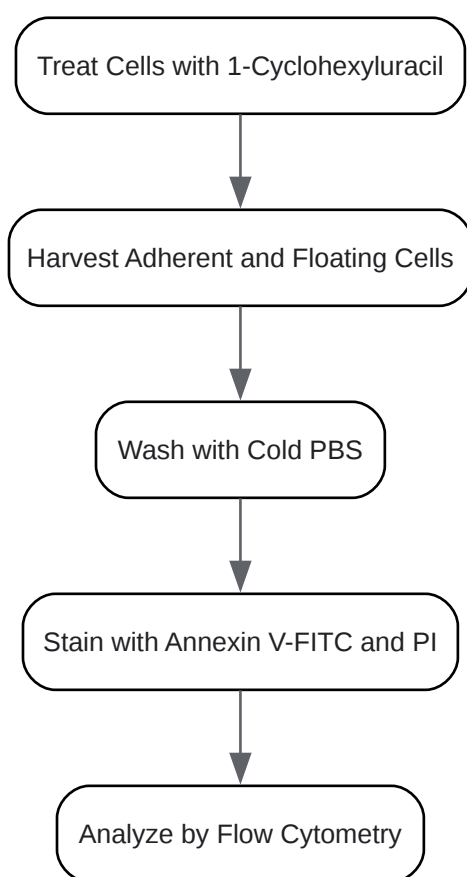 Treat Cells with 1-Cyclohexyluracil
Harvest Adherent and Floating Cells
Wash with Cold PBS
Stain with Annexin V-FITC and PI
Analyze by Flow Cytometry